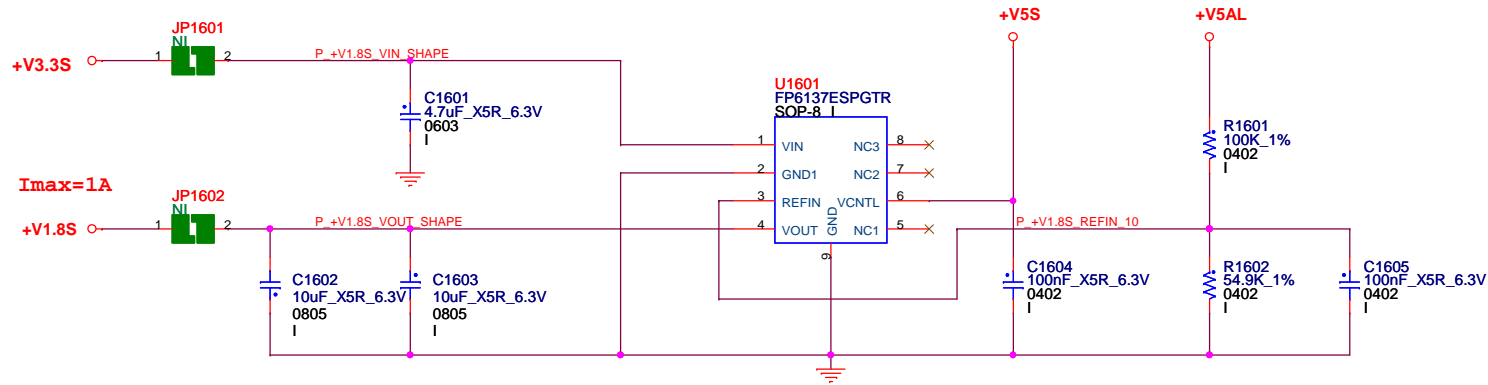 +V5S
+V5AL
JP1601
NI
+V3.3S
1
2
P_+V1.8S_VIN_SHAPE
C1601
4.7uF_X5R_6.3V
0603
I
U1601
FP6137ESPGTR
SOP-8 I
1
VIN
NC3
8
2
GND1
NC2
7
3
REFIN
VCNTL
6
4
VOUT
GND
NC1
5
9
R1601
100K_1%
0402
I
Imax=1A
JP1602
NI
+V1.8S
1
2
P_+V1.8S_VOUT_SHAPE
P_+V1.8S_REFIN_10
C1602
10uF_X5R_6.3V
0805
I
C1603
10uF_X5R_6.3V
0805
I
C1604
100nF_X5R_6.3V
0402
I
R1602
54.9K_1%
0402
I
C1605
100nF_X5R_6.3V
0402
I